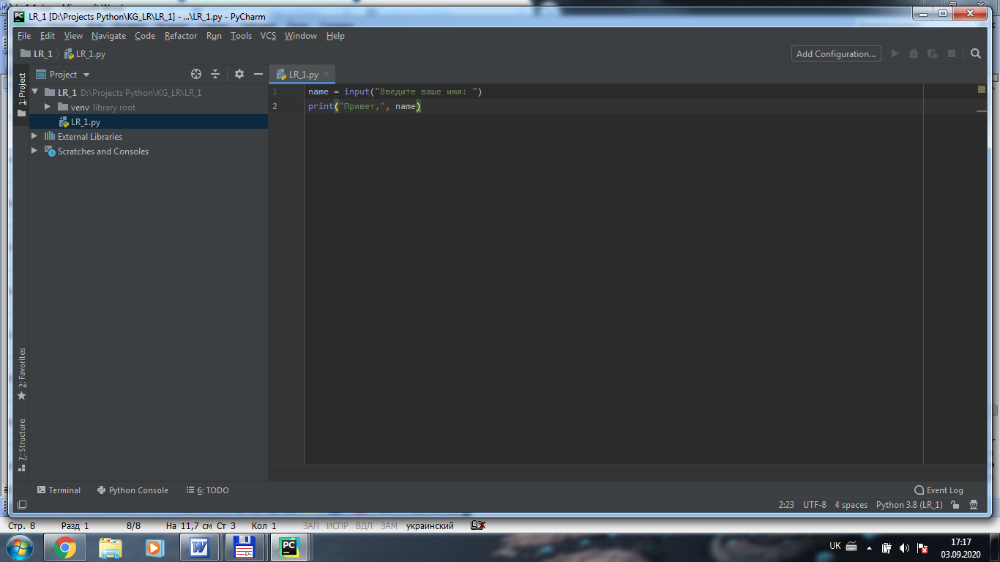 LR_1 [D:\Projects Python\KG_LR\LR_1] - ...\LR_1.py - PyCharm
File Edit View Navigate Code Refactor Run Tools VCS Window Help
LR_1 LR_1.py Add Configuration...
1: Project
Project
LR_1.py
LR_1 D:\Projects Python\KG_LR\LR_1
venv library root
LR_1.py
External Libraries
Scratches and Consoles
1 name = input("Введите ваше имя: ")
2 print("Привет,", name)
2: Favorites
7: Structure
Terminal Python Console 6: TODO Event Log
2:23 UTF-8 4 spaces Python 3.8 (LR_1)
Стр. 8 Разд 1 8/8 На 11,7 см Ст 3 Кол 1 ЗАП ИСПР ВДЛ ЗАМ украинский
W 64 PC UK 17:17
03.09.2020